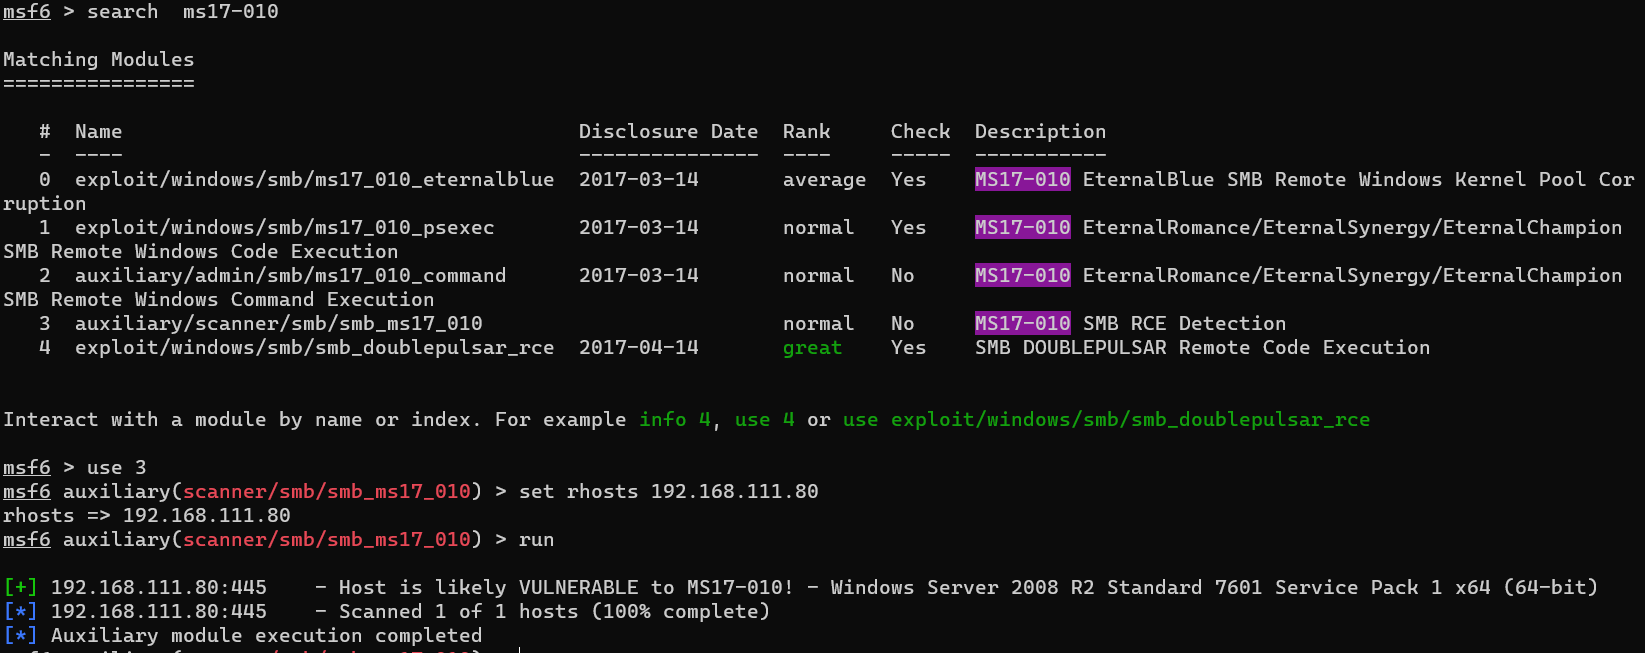 msf6 > search  ms17-010
Matching Modules
================
#  Name                                      Disclosure Date  Rank     Check  Description
-  ----                                      ---------------  ----     -----  -----------
0  exploit/windows/smb/ms17_010_eternalblue  2017-03-14       average  Yes    MS17-010 EternalBlue SMB Remote Windows Kernel Pool Cor
ruption
1  exploit/windows/smb/ms17_010_psexec       2017-03-14       normal   Yes    MS17-010 EternalRomance/EternalSynergy/EternalChampion
SMB Remote Windows Code Execution
2  auxiliary/admin/smb/ms17_010_command      2017-03-14       normal   No     MS17-010 EternalRomance/EternalSynergy/EternalChampion
SMB Remote Windows Command Execution
3  auxiliary/scanner/smb/smb_ms17_010                         normal   No     MS17-010 SMB RCE Detection
4  exploit/windows/smb/smb_doublepulsar_rce  2017-04-14       great    Yes    SMB DOUBLEPULSAR Remote Code Execution
Interact with a module by name or index. For example info 4, use 4 or use exploit/windows/smb/smb_doublepulsar_rce
msf6 > use 3
msf6 auxiliary(scanner/smb/smb_ms17_010) > set rhosts 192.168.111.80
rhosts => 192.168.111.80
msf6 auxiliary(scanner/smb/smb_ms17_010) > run
[+] 192.168.111.80:445    - Host is likely VULNERABLE to MS17-010! - Windows Server 2008 R2 Standard 7601 Service Pack 1 x64 (64-bit)
[*] 192.168.111.80:445    - Scanned 1 of 1 hosts (100% complete)
[*] Auxiliary module execution completed